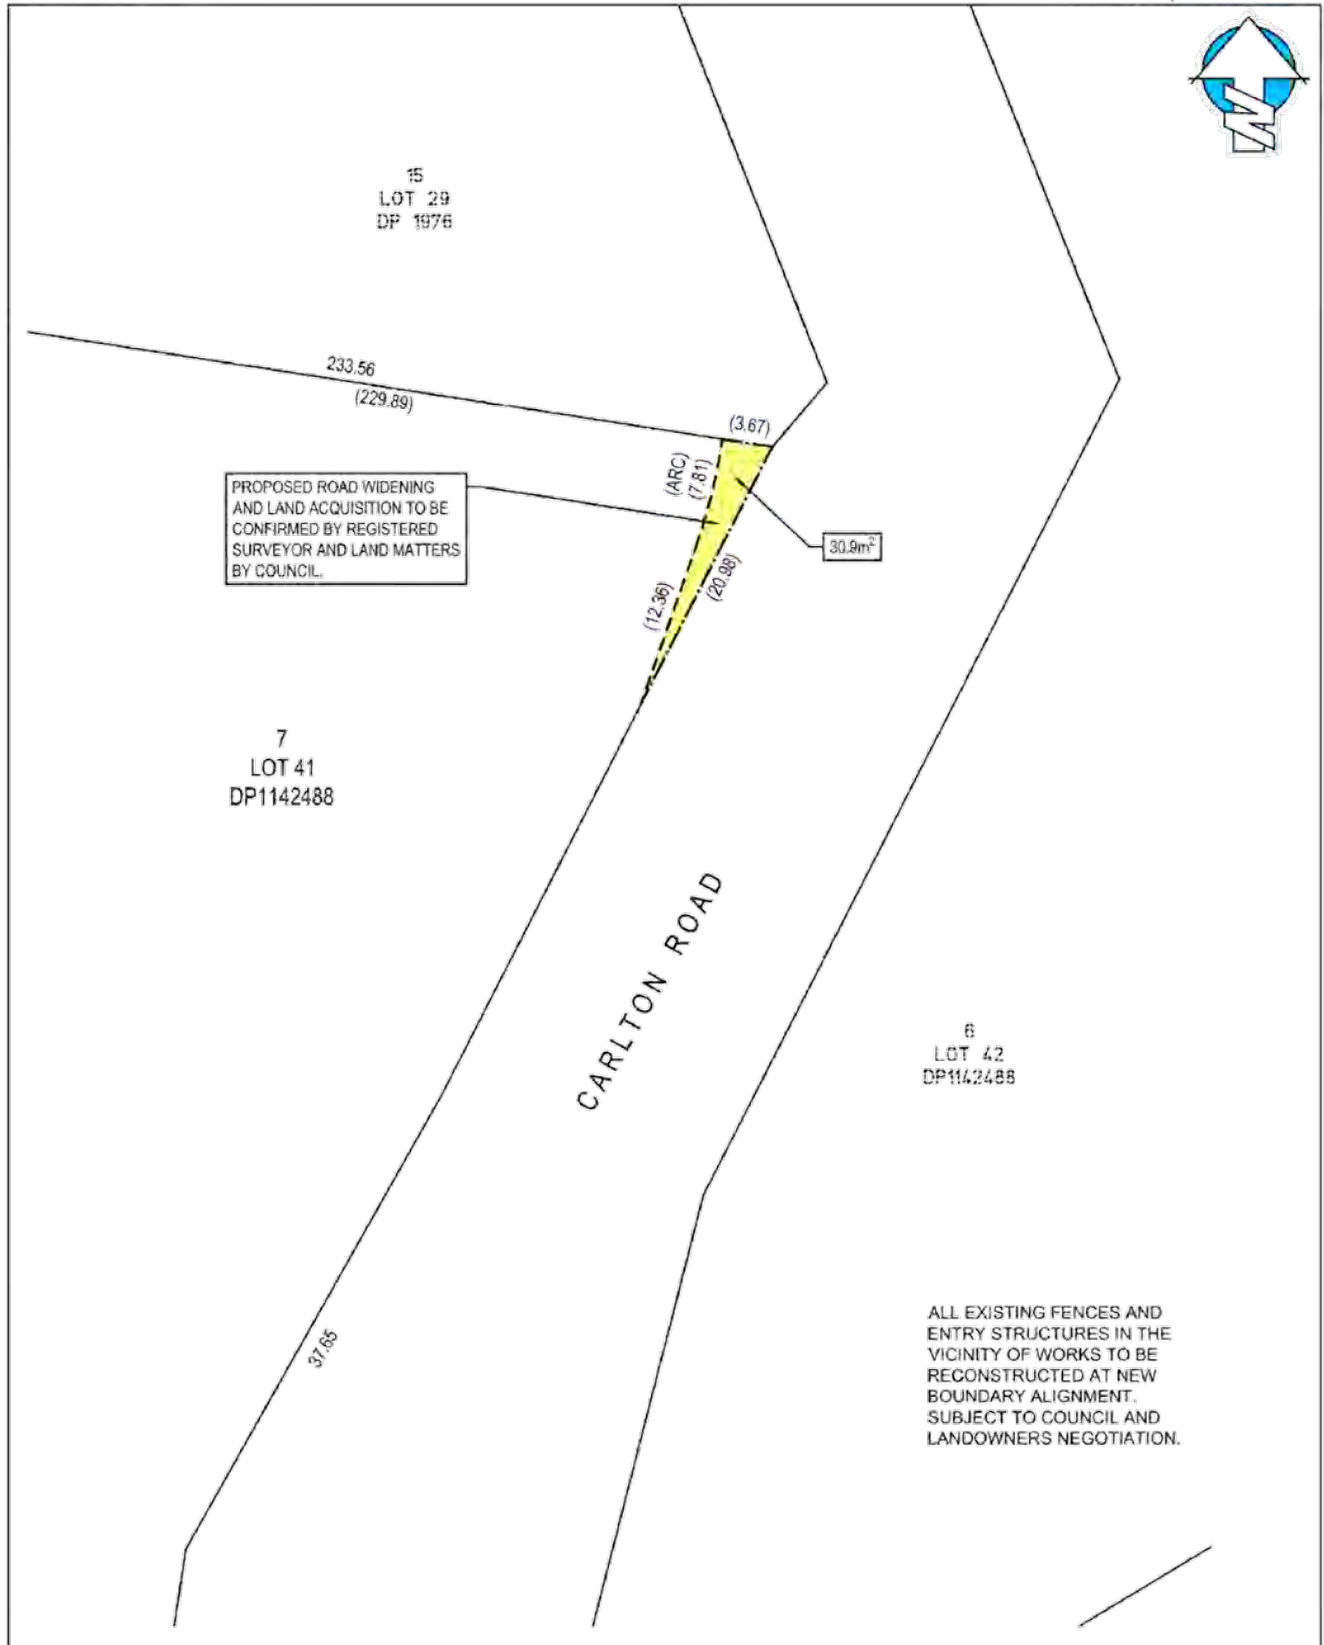 N
15
LOT 29
DP 1976
233.56
(229.89)
(3.67)
(ARC)
(7.81)
PROPOSED ROAD WIDENING
AND LAND ACQUISITION TO BE
CONFIRMED BY REGISTERED
SURVEYOR AND LAND MATTERS
BY COUNCIL.
30.9m²
(20.98)
(12.36)
7
LOT 41
DP1142488
CARLTON ROAD
6
LOT 42
DP1142488
37.65
ALL EXISTING FENCES AND
ENTRY STRUCTURES IN THE
VICINITY OF WORKS TO BE
RECONSTRUCTED AT NEW
BOUNDARY ALIGNMENT.
SUBJECT TO COUNCIL AND
LANDOWNERS NEGOTIATION.